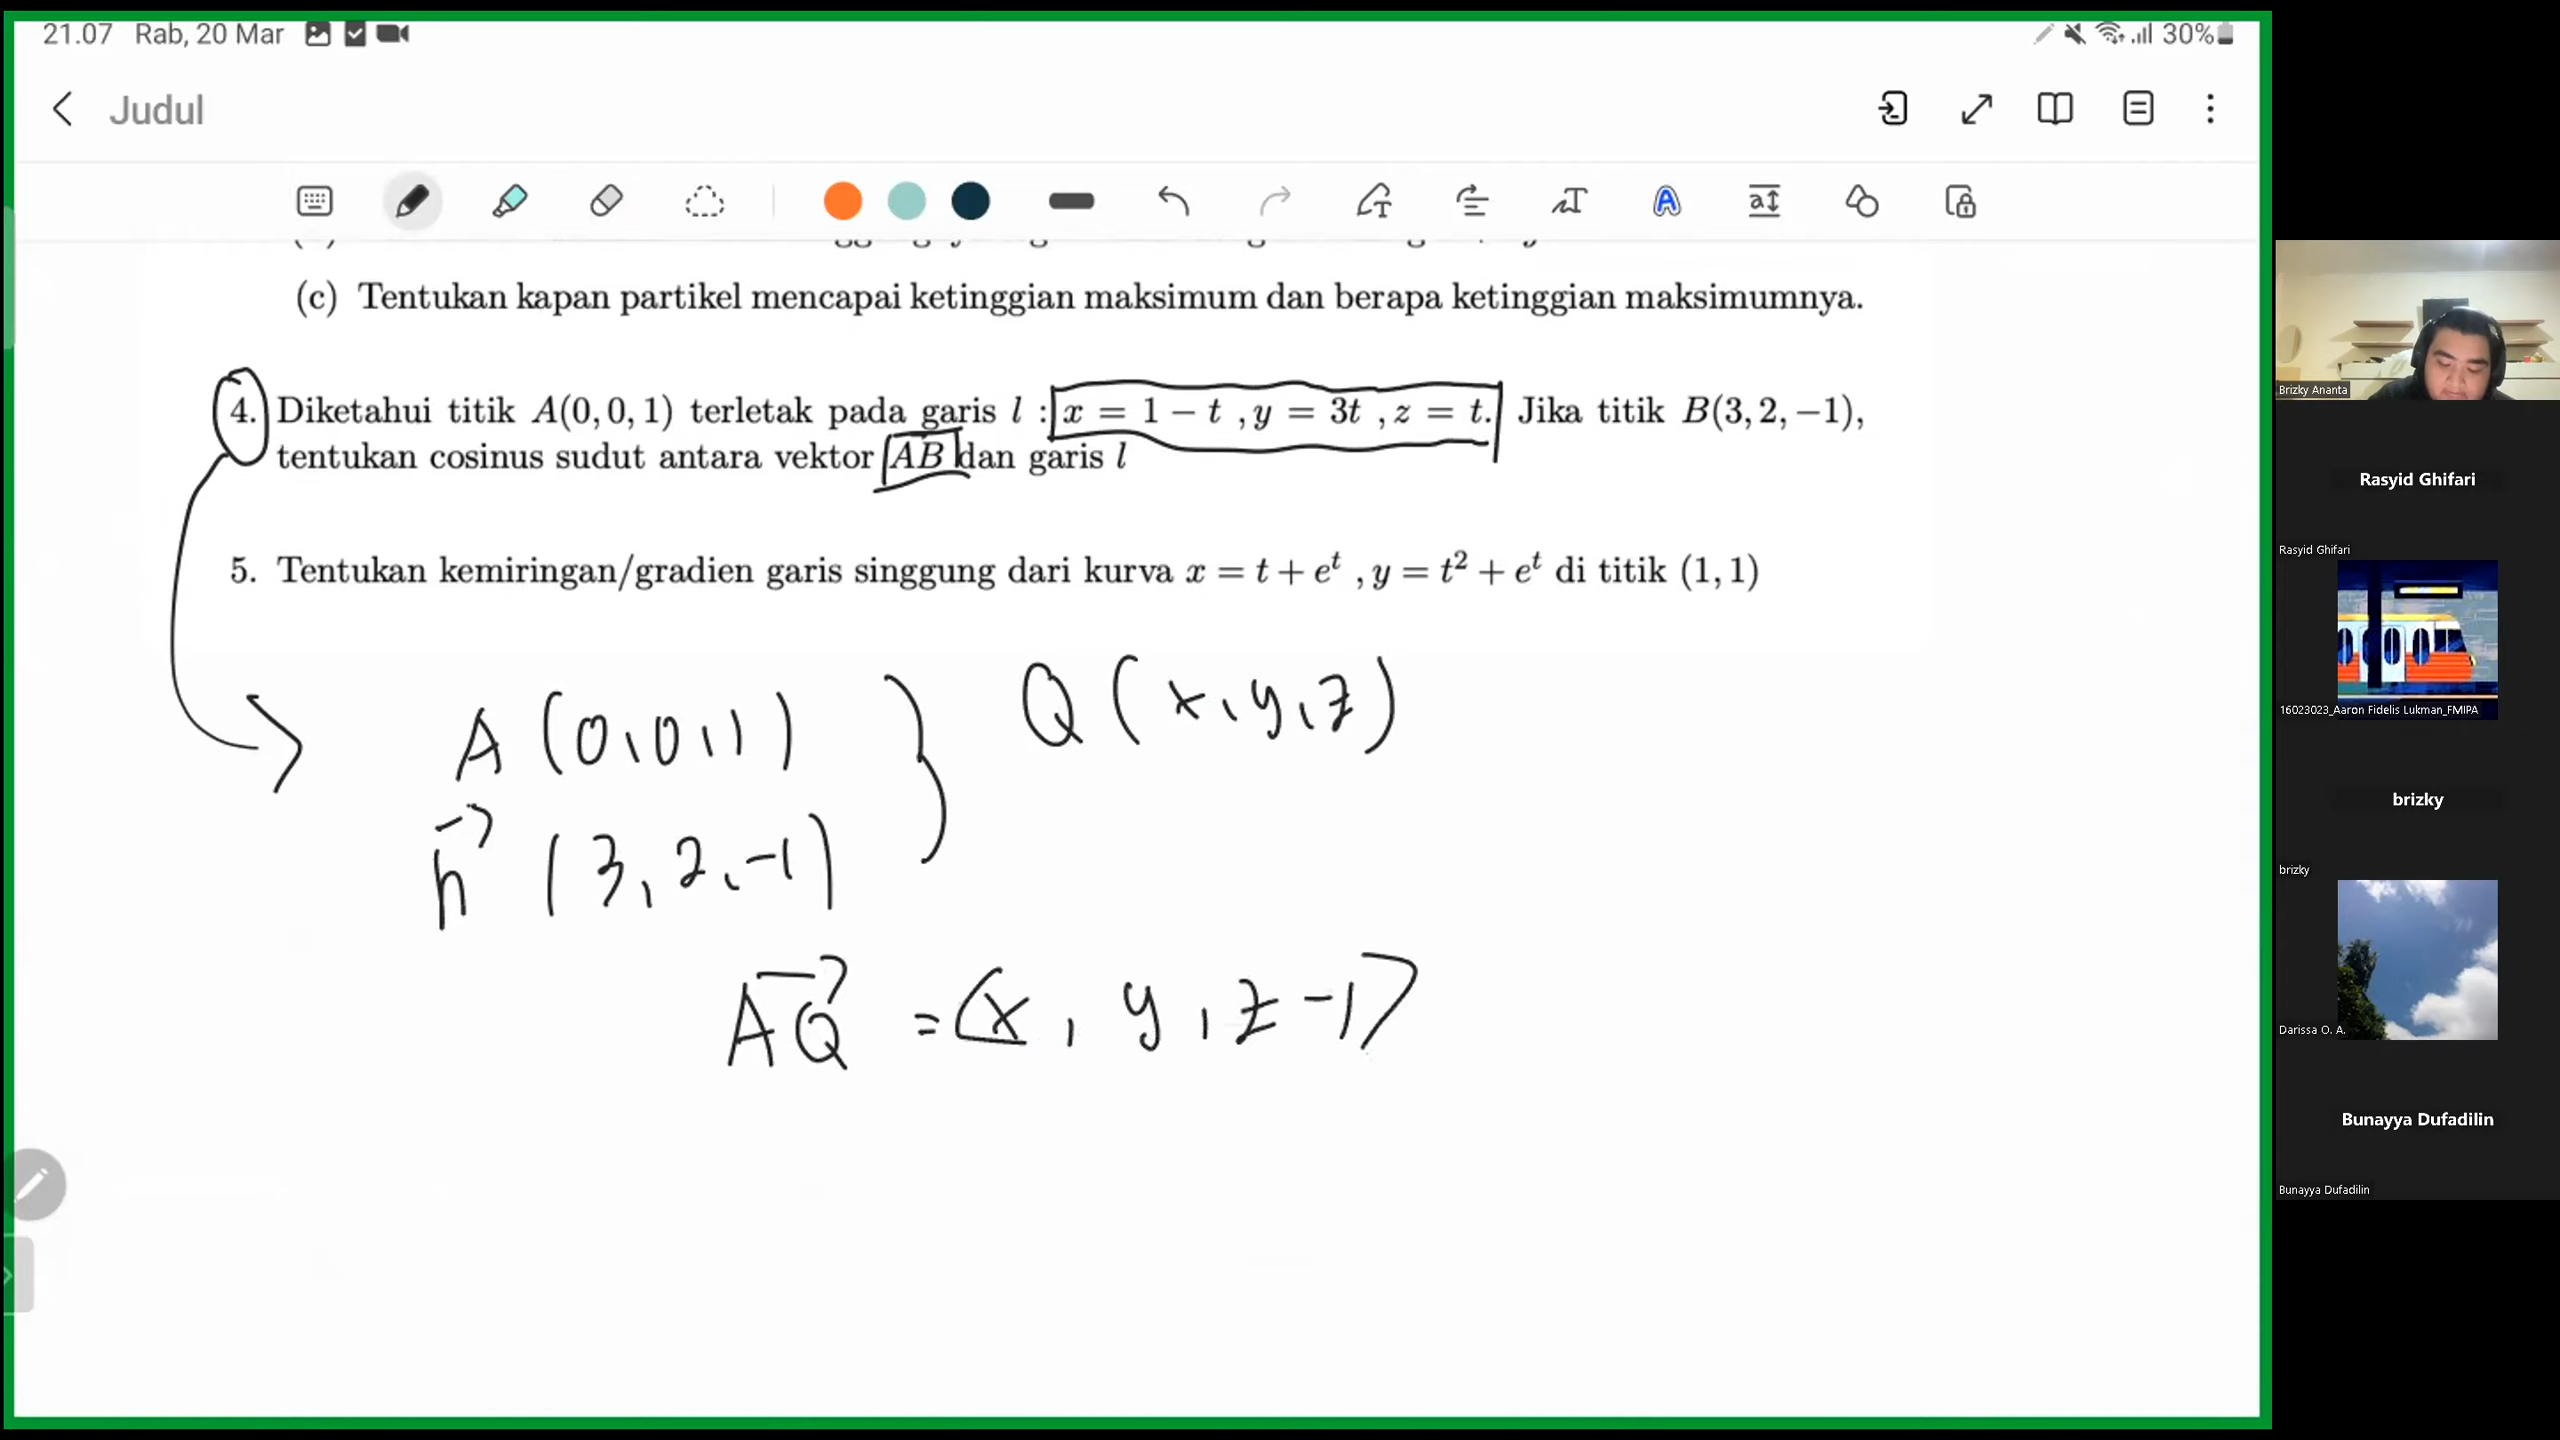 21.07 Rab, 20 Mar
30%
Judul
(c) Tentukan kapan partikel mencapai ketinggian maksimum dan berapa ketinggian maksimumnya.
4. Diketahui titik A(0, 0, 1) terletak pada garis l : x = 1 − t , y = 3t , z = t. Jika titik B(3, 2, −1),
tentukan cosinus sudut antara vektor AB dan garis l
5. Tentukan kemiringan/gradien garis singgung dari kurva x = t + e^t , y = t² + e^t di titik (1, 1)
A (0,0,1) Q (x,y,z)
n⃗ (3, 2, -1)
AQ⃗ = <x, y, z-1>
Brizky Ananta
Rasyid Ghifari
Rasyid Ghifari
16023023_Aaron Fidelis Lukman_FMIPA
brizky
brizky
Darissa O. A.
Bunayya Dufadilin
Bunayya Dufadilin